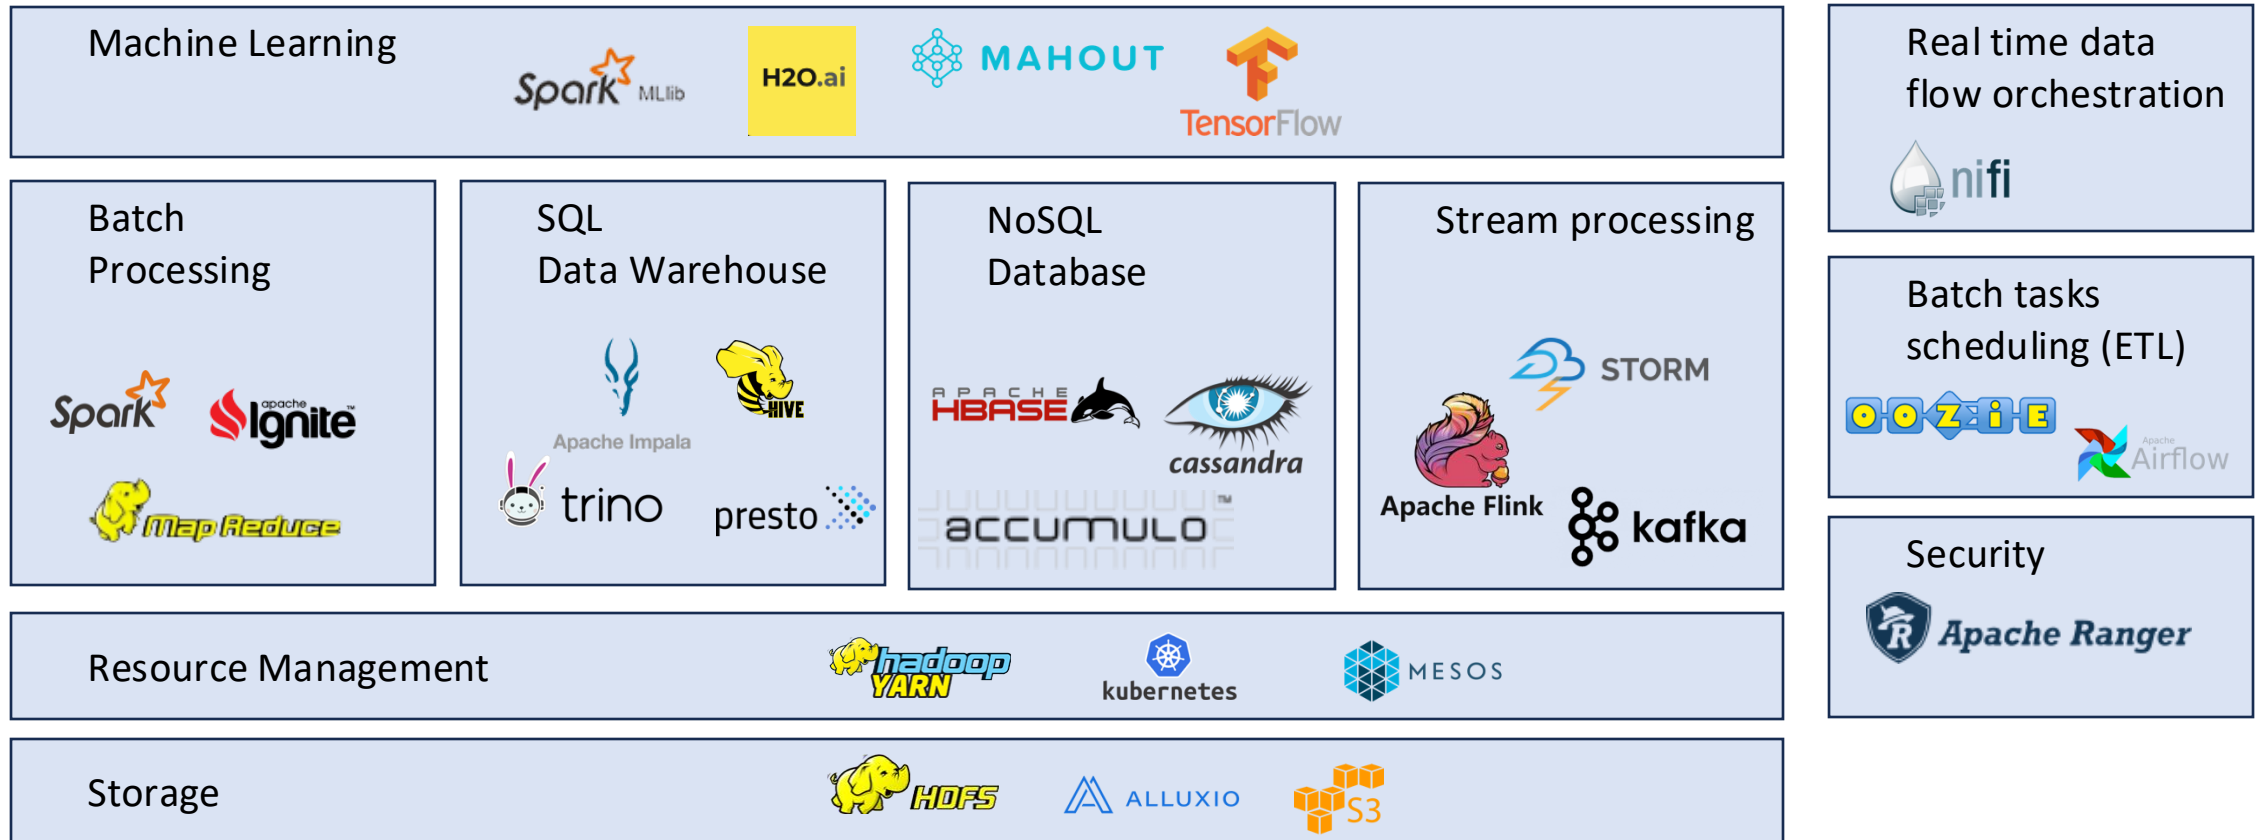 Machine Learning
Spark MLlib
H2O.ai
MAHOUT
TensorFlow
Real time data
flow orchestration
nifi
Batch
Processing
Spark
apache
Ignite™
Map Reduce
SQL
Data Warehouse
Apache Impala
HIVE
trino
presto
NoSQL
Database
APACHE
HBASE
cassandra
accumulo™
Stream processing
STORM
Apache Flink
kafka
Batch tasks
scheduling (ETL)
OOZiE
Apache
Airflow
Security
R
Apache Ranger
Resource Management
hadoop
YARN
kubernetes
MESOS
Storage
HDFS
ALLUXIO
S3